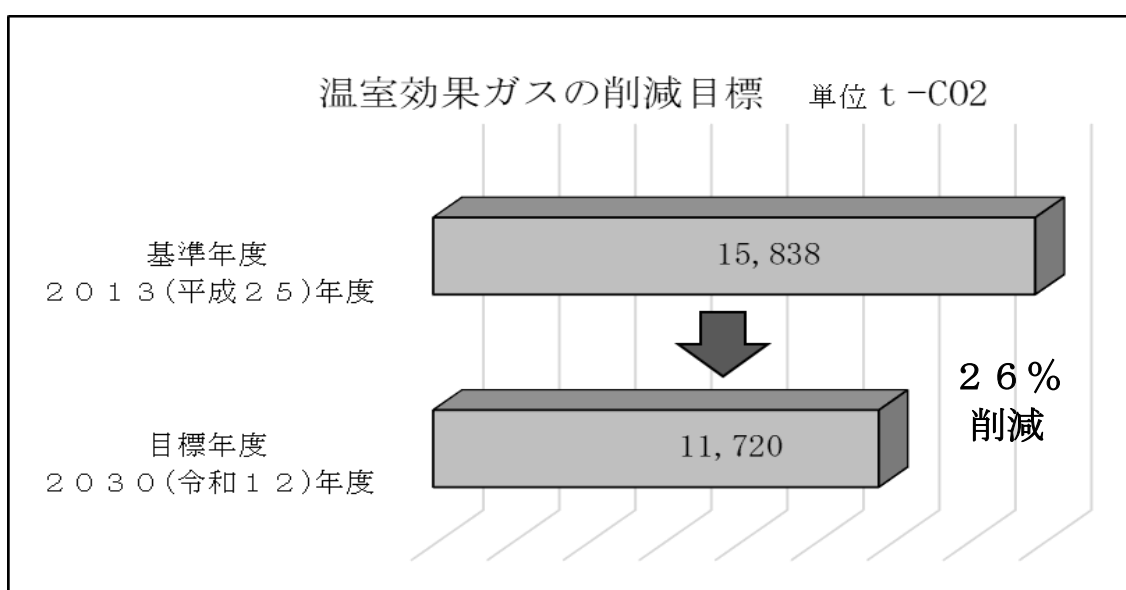 温室効果ガスの削減目標 単位ｔ-CO2
基準年度
２０１３(平成２５)年度
15,838
２６％
削減
目標年度
２０３０(令和１２)年度
11,720